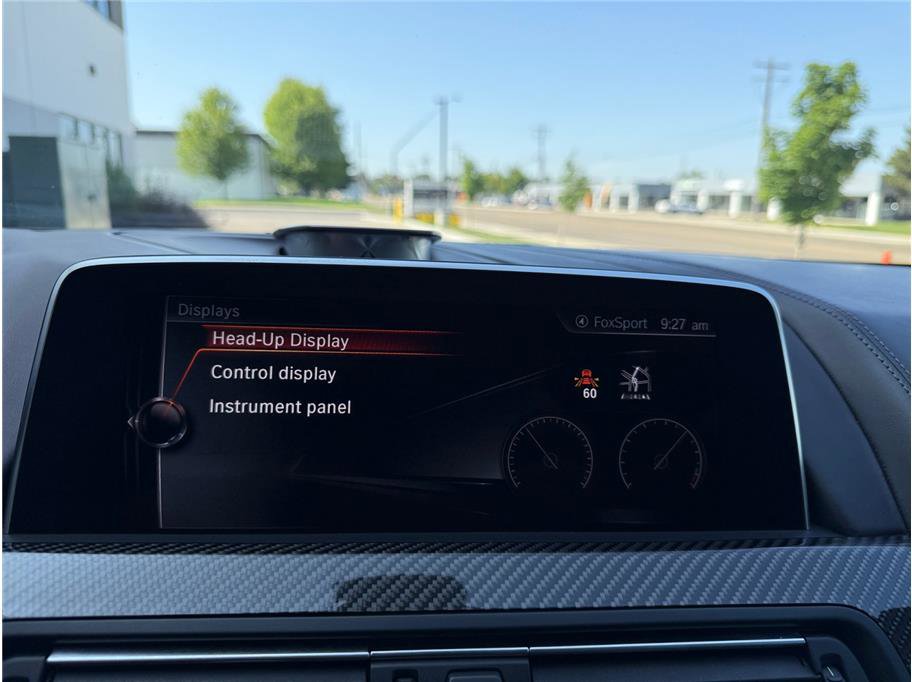 Displays
FoxSport 9:27 am
Head-Up Display
Control display
Instrument panel
60